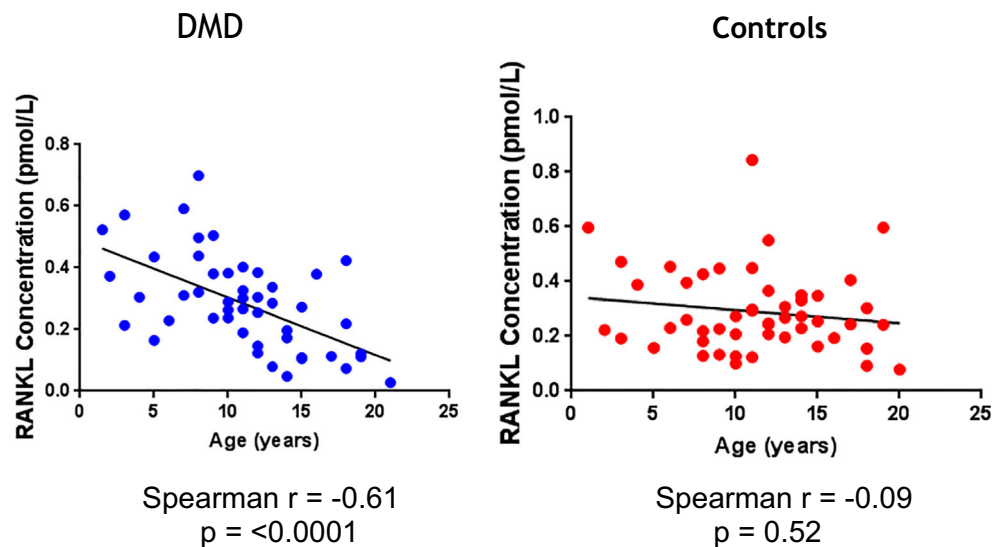 DMD
RANKL Concentration (pmol/L)
0.8
0.6
0.4
0.2
0.0
0
5
10
15
20
25
Age (years)
Spearman r = -0.61
p = <0.0001
Controls
RANKL Concentration (pmol/L)
1.0
0.8
0.6
0.4
0.2
0.0
0
5
10
15
20
25
Age (years)
Spearman r = -0.09
p = 0.52